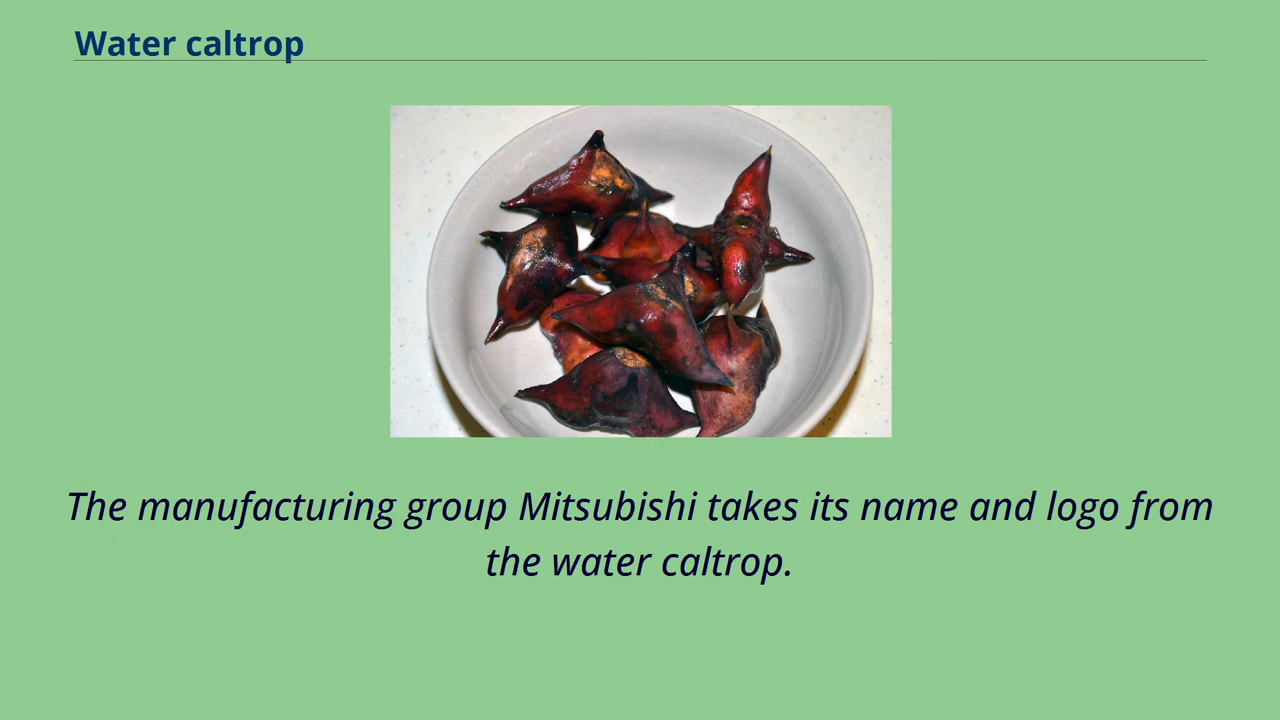 Water caltrop
The manufacturing group Mitsubishi takes its name and logo from
the water caltrop.